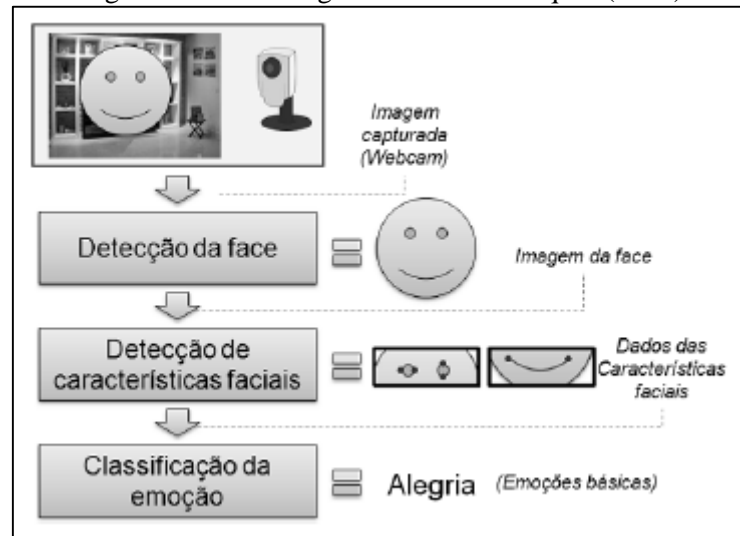 Imagem
capturada
(Webcam)
Detecção da face
Imagem da face
Detecção de
características faciais
Dados das
Características
faciais
Classificação da
emoção
Alegria (Emoções básicas)